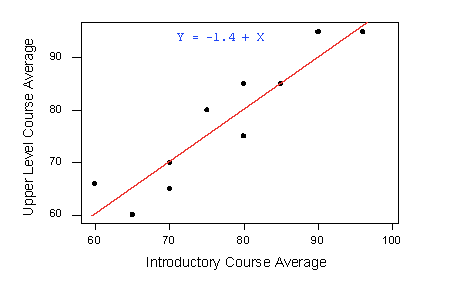 Y = -1.4 + X
Upper Level Course Average
90
80
70
60
60 70 80 90 100
Introductory Course Average